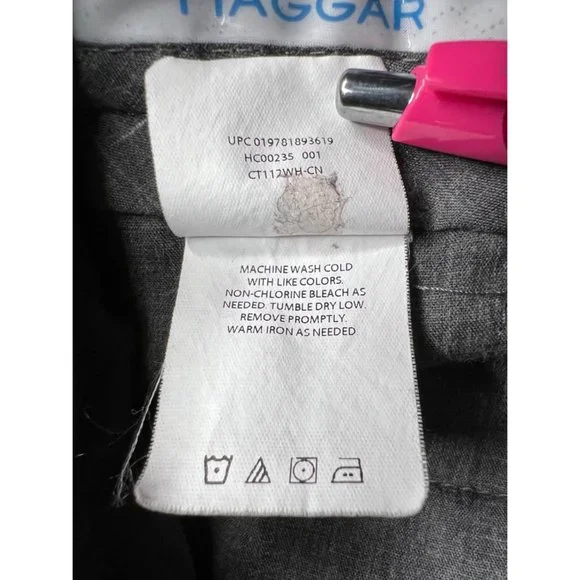 HAGGAR
UPC 019781893619
HC00235 001
CT112WH-CN
MACHINE WASH COLD
WITH LIKE COLORS.
NON-CHLORINE BLEACH AS
NEEDED. TUMBLE DRY LOW.
REMOVE PROMPTLY.
WARM IRON AS NEEDED.